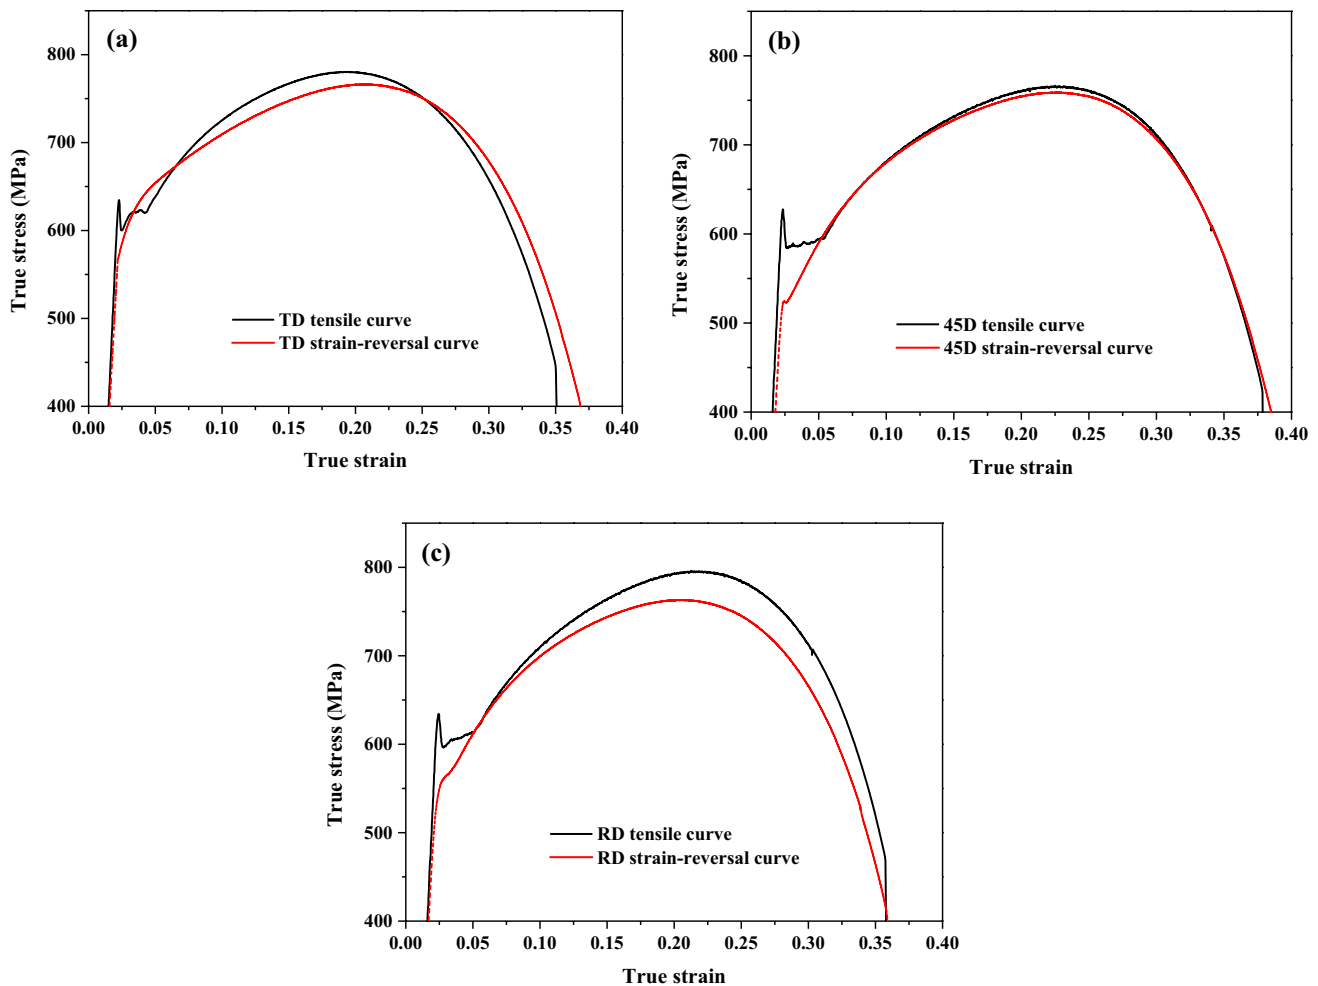 (a)
800
700
600
500
400
True stress (MPa)
TD tensile curve
TD strain-reversal curve
0.00 0.05 0.10 0.15 0.20 0.25 0.30 0.35 0.40
True strain
(b)
800
700
600
500
400
True stress (MPa)
45D tensile curve
45D strain-reversal curve
0.00 0.05 0.10 0.15 0.20 0.25 0.30 0.35 0.40
True strain
(c)
800
700
600
500
400
True stress (MPa)
RD tensile curve
RD strain-reversal curve
0.00 0.05 0.10 0.15 0.20 0.25 0.30 0.35 0.40
True strain